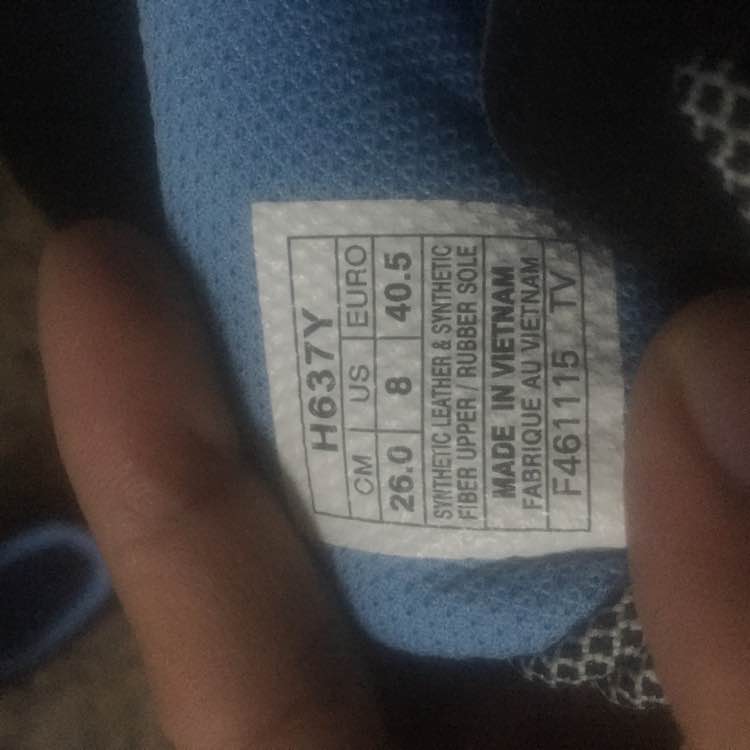 H637Y
CM US EURO
26.0 8 40.5
SYNTHETIC LEATHER & SYNTHETIC
FIBER UPPER / RUBBER SOLE
MADE IN VIETNAM
FABRIQUE AU VIETNAM
F461115 TV